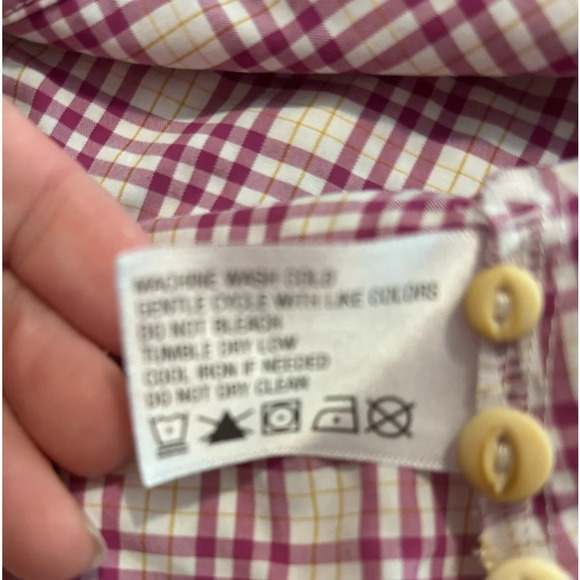 MACHINE WASH COLD
GENTLE CYCLE WITH LIKE COLORS
DO NOT BLEACH
TUMBLE DRY LOW
COOL IRON IF NEEDED
DO NOT DRY CLEAN